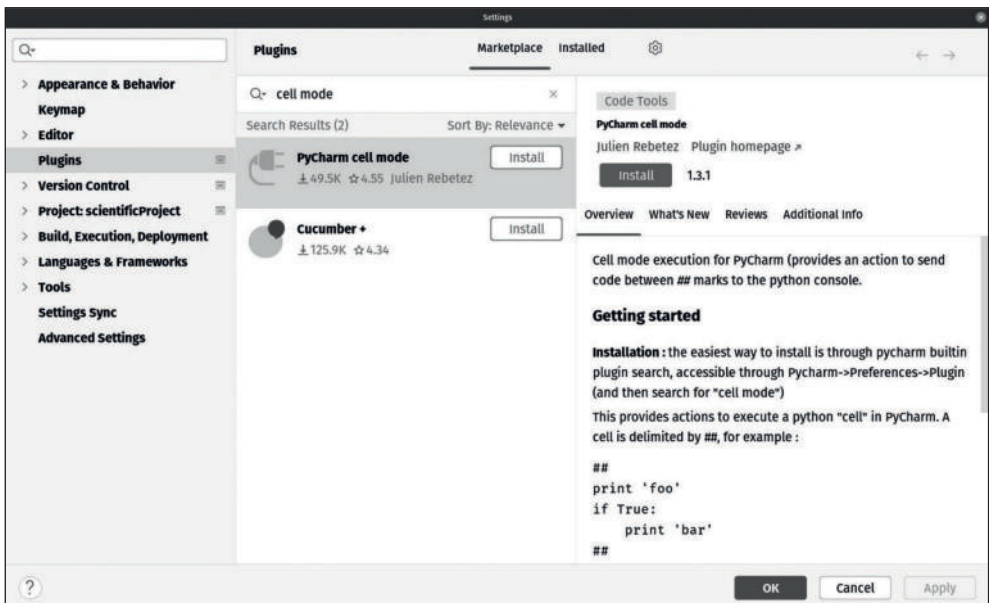 Settings
Appearance & Behavior
Keymap
Editor
Plugins
Version Control
Project: scientificProject
Build, Execution, Deployment
Languages & Frameworks
Tools
Settings Sync
Advanced Settings
Plugins
Marketplace Installed
cell mode
Search Results (2) Sort By: Relevance
PyCharm cell mode Install
49.5K 4.55 Julien Rebetez
Cucumber + Install
125.9K 4.34
Code Tools
PyCharm cell mode
Julien Rebetez Plugin homepage
Install 1.3.1
Overview What's New Reviews Additional Info
Cell mode execution for PyCharm (provides an action to send
code between ## marks to the python console.
Getting started
Installation : the easiest way to install is through pycharm builtin
plugin search, accessible through Pycharm->Preferences->Plugin
(and then search for "cell mode")
This provides actions to execute a python "cell" in PyCharm. A
cell is delimited by ##, for example :
##
print 'foo'
if True:
    print 'bar'
##
? OK Cancel Apply